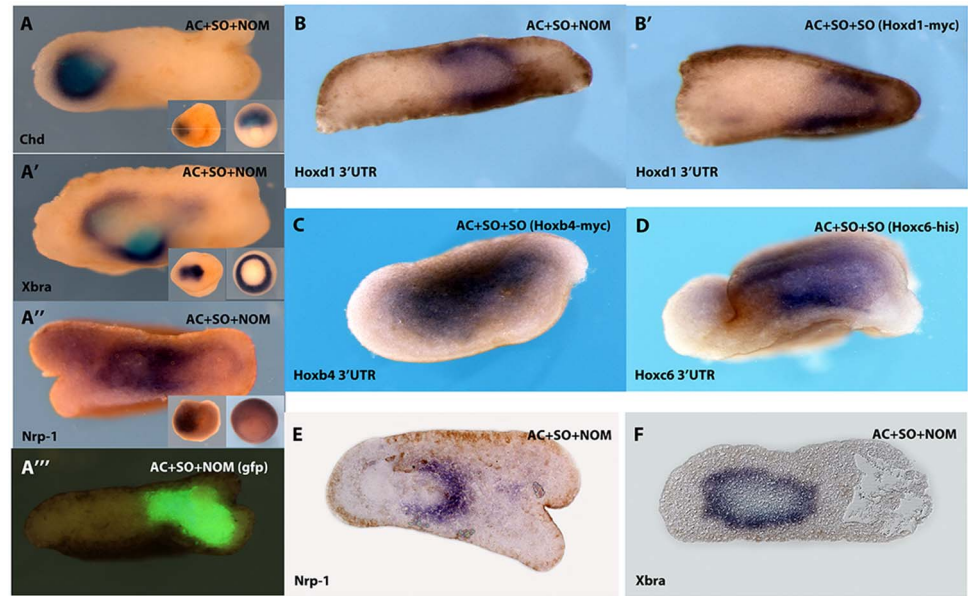 A
AC+SO+NOM
Chd
A′
AC+SO+NOM
Xbra
A′′
AC+SO+NOM
Nrp-1
A′′′
AC+SO+NOM (gfp)
B
AC+SO+NOM
Hoxd1 3′UTR
B′
AC+SO+SO (Hoxd1-myc)
Hoxd1 3′UTR
C
AC+SO+SO (Hoxb4-myc)
Hoxb4 3′UTR
D
AC+SO+SO (Hoxc6-his)
Hoxc6 3′UTR
E
AC+SO+NOM
Nrp-1
F
AC+SO+NOM
Xbra